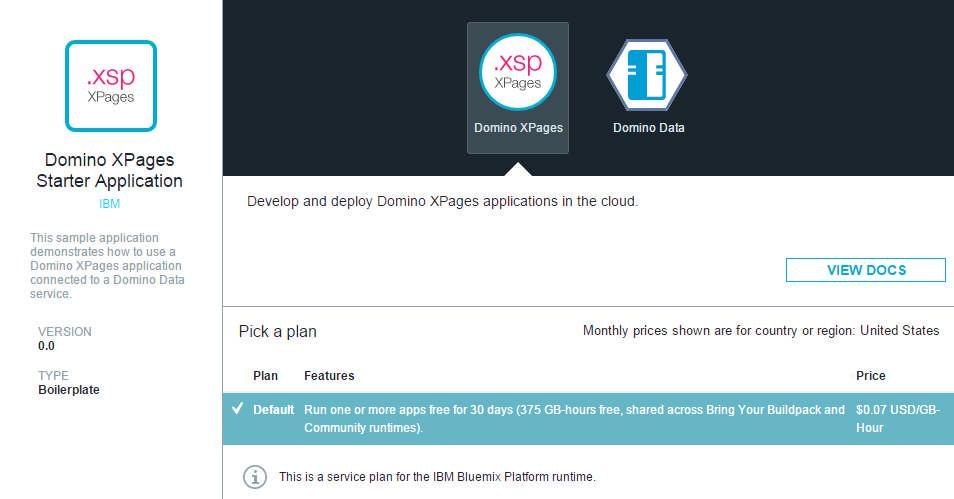 .xsp
XPages
Domino XPages
Starter Application
IBM
This sample application
demonstrates how to use a
Domino XPages application
connected to a Domino Data
service.
VERSION
0.0
TYPE
Boilerplate
.xsp
XPages
Domino XPages
Domino Data
Develop and deploy Domino XPages applications in the cloud.
VIEW DOCS
Pick a plan
Monthly prices shown are for country or region: United States
Plan Features Price
Default Run one or more apps free for 30 days (375 GB-hours free, shared across Bring Your Buildpack and $0.07 USD/GB-
Community runtimes). Hour
This is a service plan for the IBM Bluemix Platform runtime.